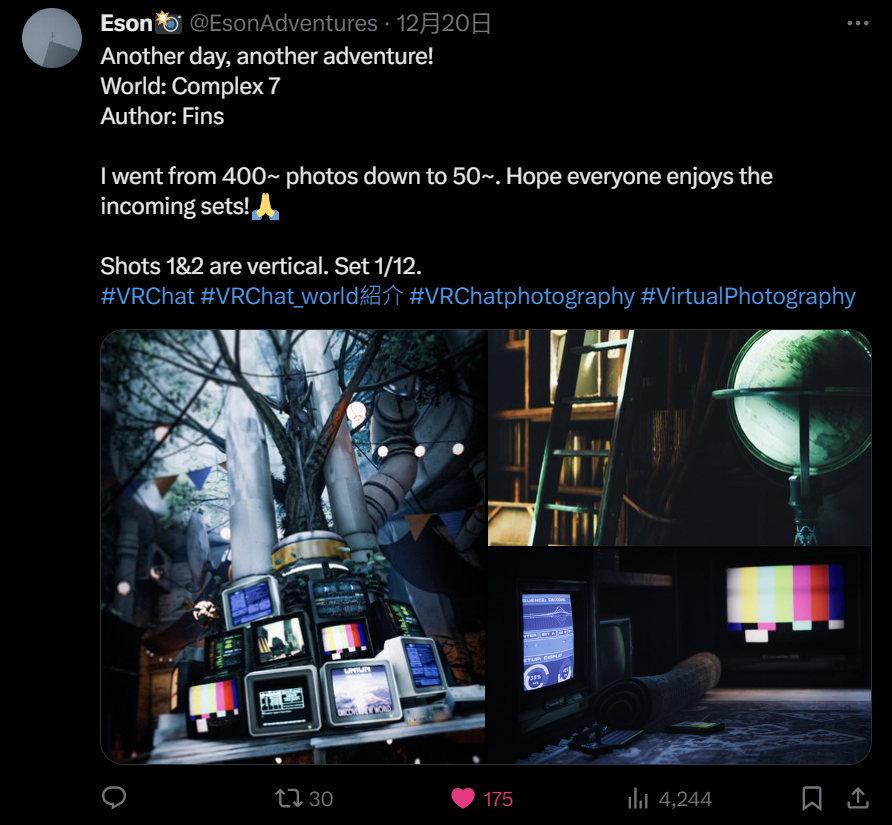 Eson @EsonAdventures · 12月20日
Another day, another adventure!
World: Complex 7
Author: Fins
I went from 400~ photos down to 50~. Hope everyone enjoys the
incoming sets!🙏
Shots 1&2 are vertical. Set 1/12.
#VRChat #VRChat_world紹介 #VRChatphotography #VirtualPhotography
UNION
30
175
4,244